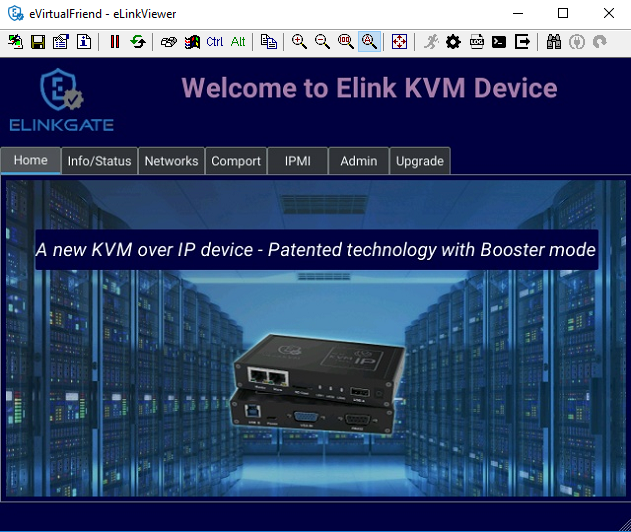 eVirtualFriend - eLinkViewer
Ctrl Alt
ELINKGATE
Welcome to Elink KVM Device
Home Info/Status Networks Comport IPMI Admin Upgrade
A new KVM over IP device - Patented technology with Booster mode
IP